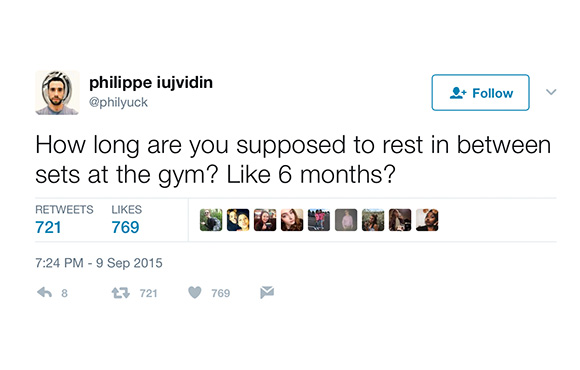 philippe iujvidin
@philyuck
Follow
How long are you supposed to rest in between
sets at the gym? Like 6 months?
RETWEETS LIKES
721 769
7:24 PM - 9 Sep 2015
8 721 769